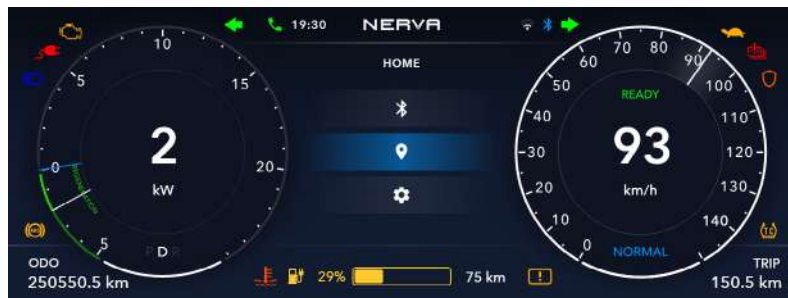 19:30 NERVA
HOME
10
5
15
0
20
REGENERATION
5
2
kW
P D R
0
10
20
30
40
50
60
70
80
90
100
110
120
130
140
READY
93
km/h
NORMAL
ABS
TC
ODO
250550.5 km
29%
75 km
TRIP
150.5 km